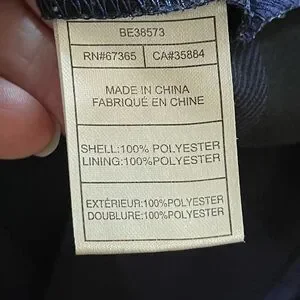 BE38573
RN#67365 CA#35884
MADE IN CHINA
FABRIQUÉ EN CHINE
SHELL:100% POLYESTER
LINING:100%POLYESTER
EXTÉRIEUR:100%POLYESTER
DOUBLURE:100%POLYESTER